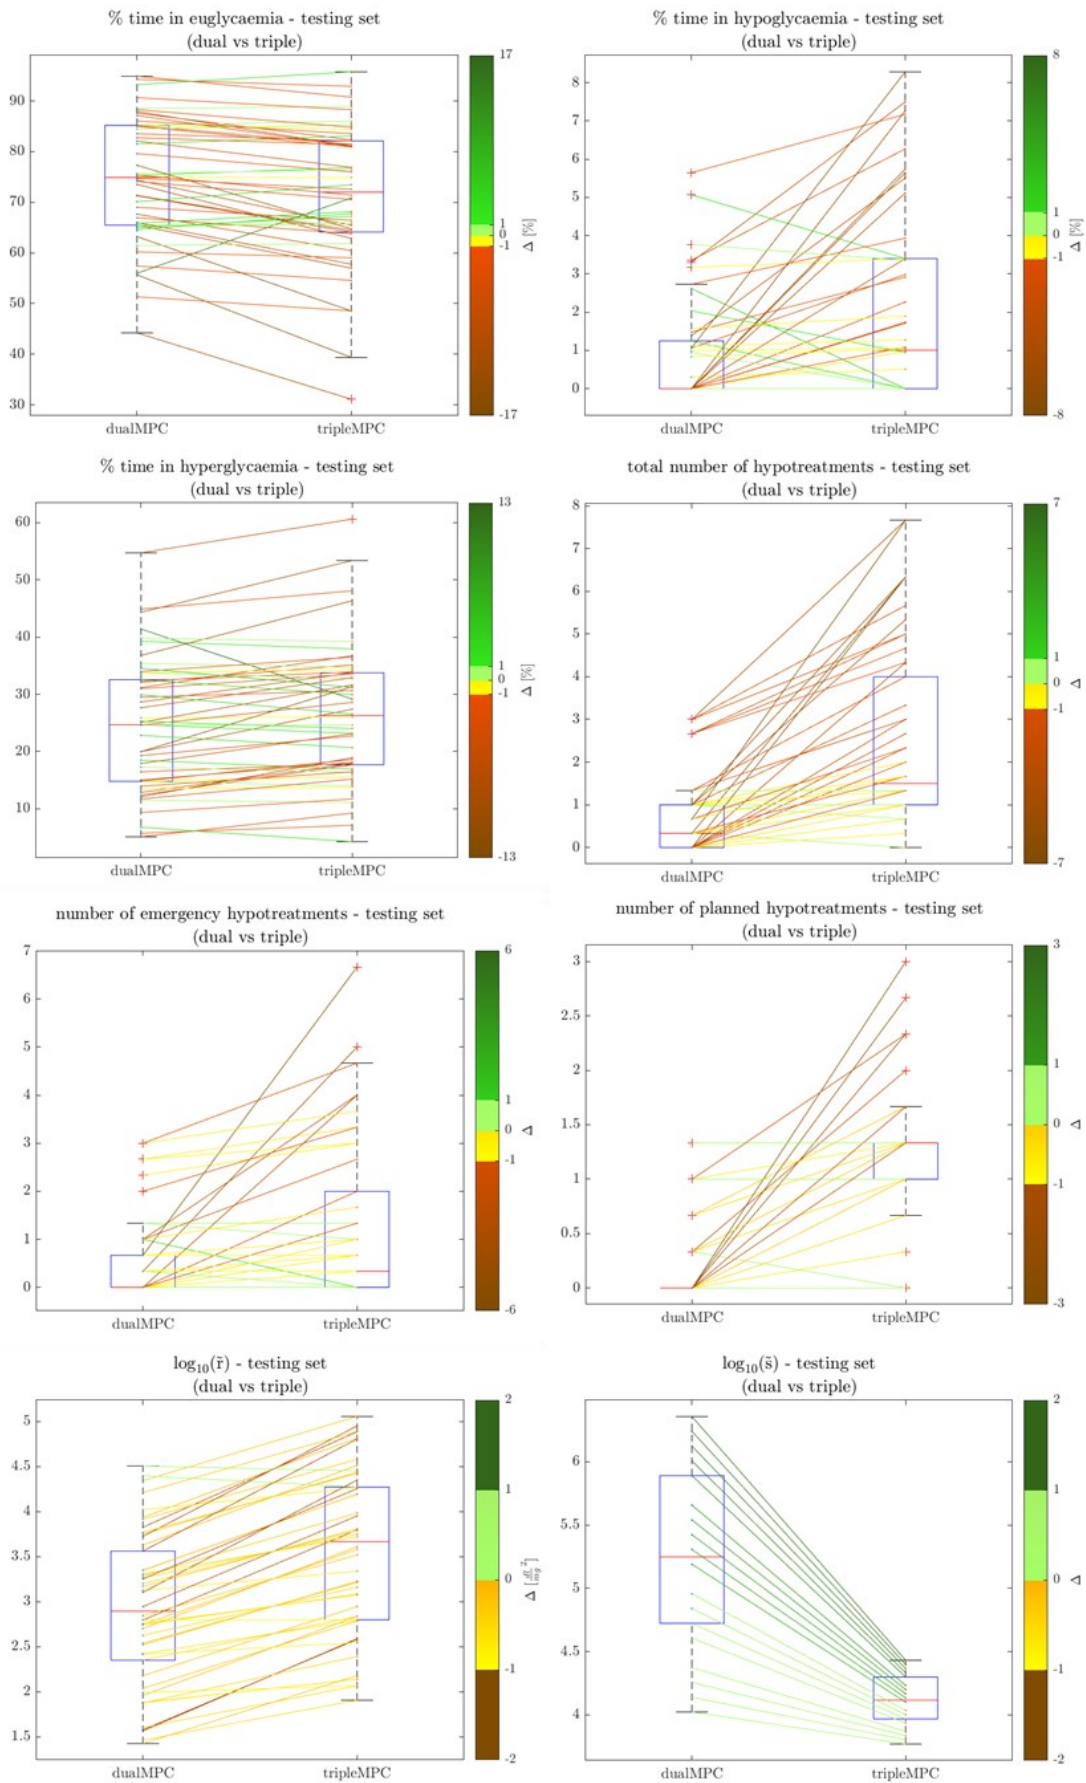 % time in euglycaemia - testing set
(dual vs triple)
90
80
70
60
50
40
30
dualMPC
tripleMPC
17
1
0
-1
-17
Δ [%]
% time in hypoglycaemia - testing set
(dual vs triple)
8
7
6
5
4
3
2
1
0
dualMPC
tripleMPC
8
1
0
-1
-8
Δ [%]
% time in hyperglycaemia - testing set
(dual vs triple)
60
50
40
30
20
10
dualMPC
tripleMPC
13
1
0
-1
-13
Δ [%]
total number of hypotreatments - testing set
(dual vs triple)
8
7
6
5
4
3
2
1
0
dualMPC
tripleMPC
7
1
0
-1
-7
Δ
number of emergency hypotreatments - testing set
(dual vs triple)
7
6
5
4
3
2
1
0
dualMPC
tripleMPC
6
1
0
-1
-6
Δ
number of planned hypotreatments - testing set
(dual vs triple)
3
2.5
2
1.5
1
0.5
0
dualMPC
tripleMPC
3
1
0
-1
-3
Δ
log₁₀(r̃) - testing set
(dual vs triple)
5
4.5
4
3.5
3
2.5
2
1.5
dualMPC
tripleMPC
2
1
0
-1
-2
Δ
log₁₀(s̃) - testing set
(dual vs triple)
6
5.5
5
4.5
4
dualMPC
tripleMPC
2
1
0
-1
-2
Δ